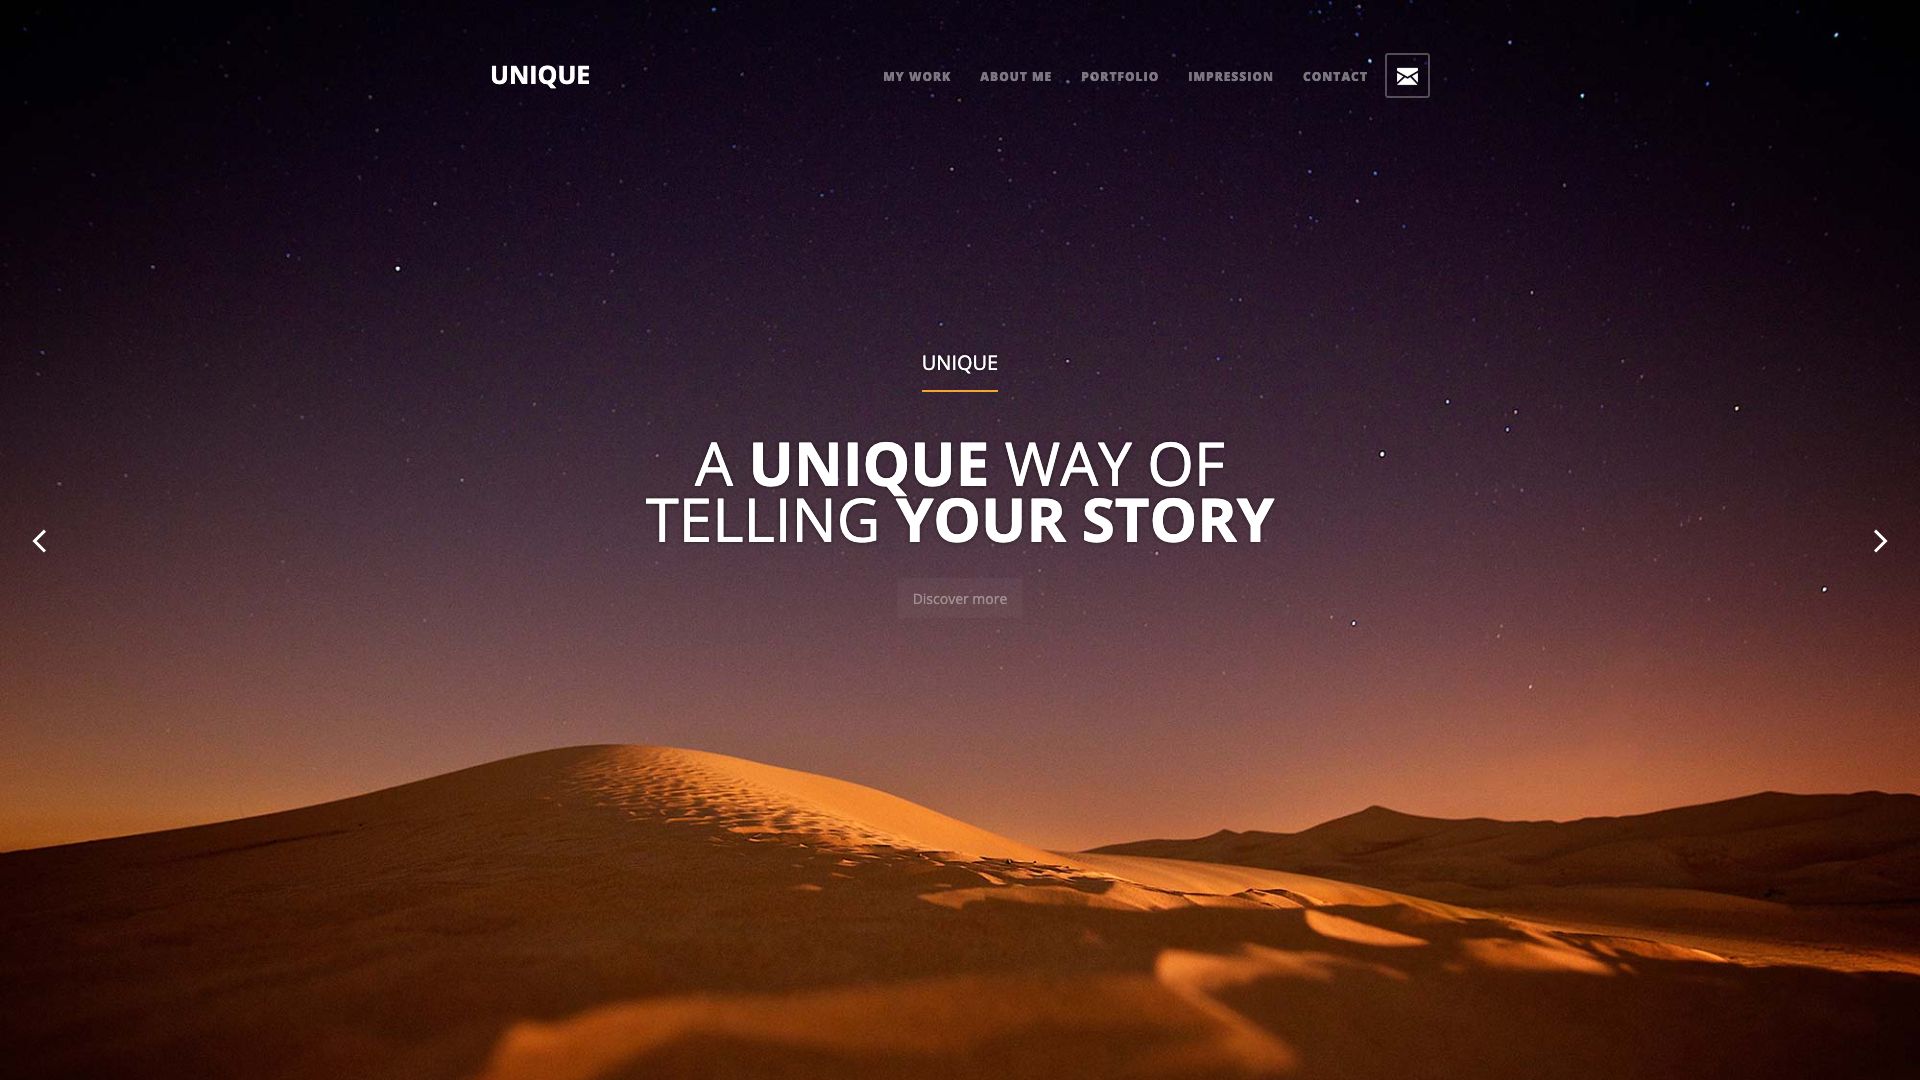 UNIQUE
MY WORK ABOUT ME PORTFOLIO IMPRESSION CONTACT
UNIQUE
A UNIQUE WAY OF
TELLING YOUR STORY
Discover more